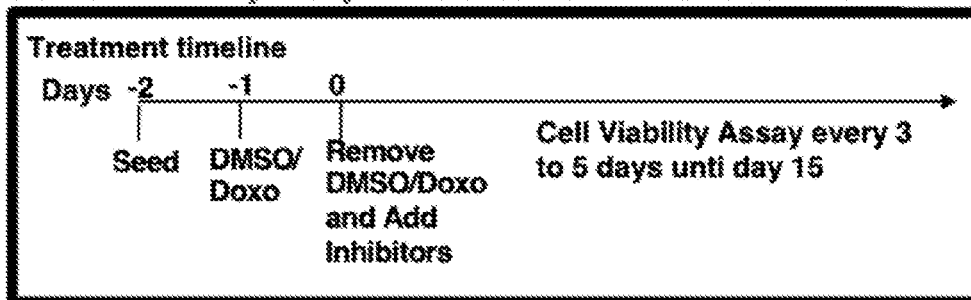 Treatment timeline
Days -2 -1 0
Seed DMSO/ Remove
Doxo DMSO/Doxo
and Add
Inhibitors
Cell Viability Assay every 3
to 5 days unti day 15